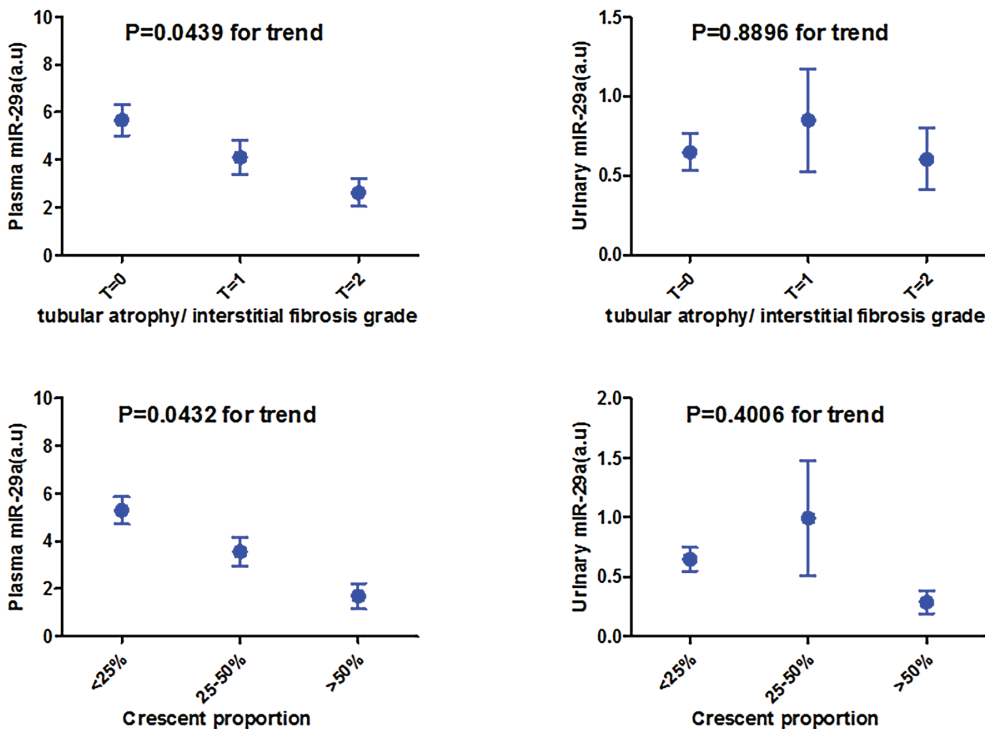 P=0.0439 for trend
Plasma mIR-29a(a.u)
10
8
6
4
2
0
T=0
T=1
T=2
tubular atrophy/ interstitial fibrosis grade
P=0.8896 for trend
UrInary mIR-29a(a.u)
1.5
1.0
0.5
0.0
T=0
T=1
T=2
tubular atrophy/ interstitial fibrosis grade
P=0.0432 for trend
Plasma mIR-29a(a.u)
10
8
6
4
2
0
<25%
25-50%
>50%
Crescent proportion
P=0.4006 for trend
UrInary mIR-29a(a.u)
2.0
1.5
1.0
0.5
0.0
<25%
25-50%
>50%
Crescent proportion